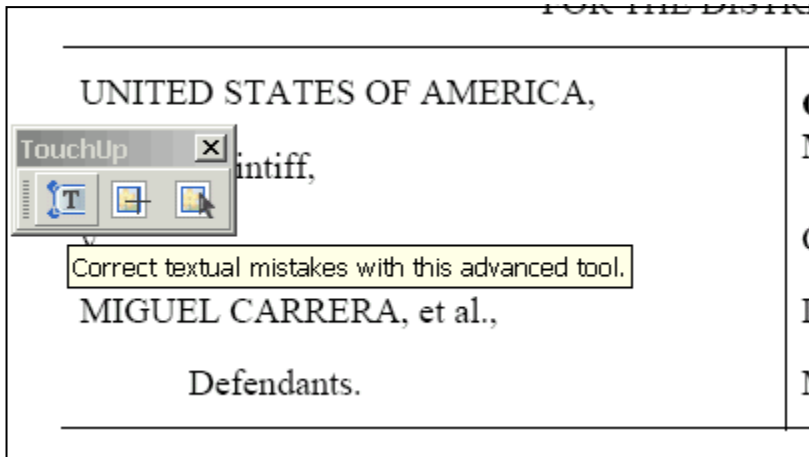 UNITED STATES OF AMERICA,
TouchUp
intiff,
T
Correct textual mistakes with this advanced tool.
MIGUEL CARRERA, et al.,
Defendants.